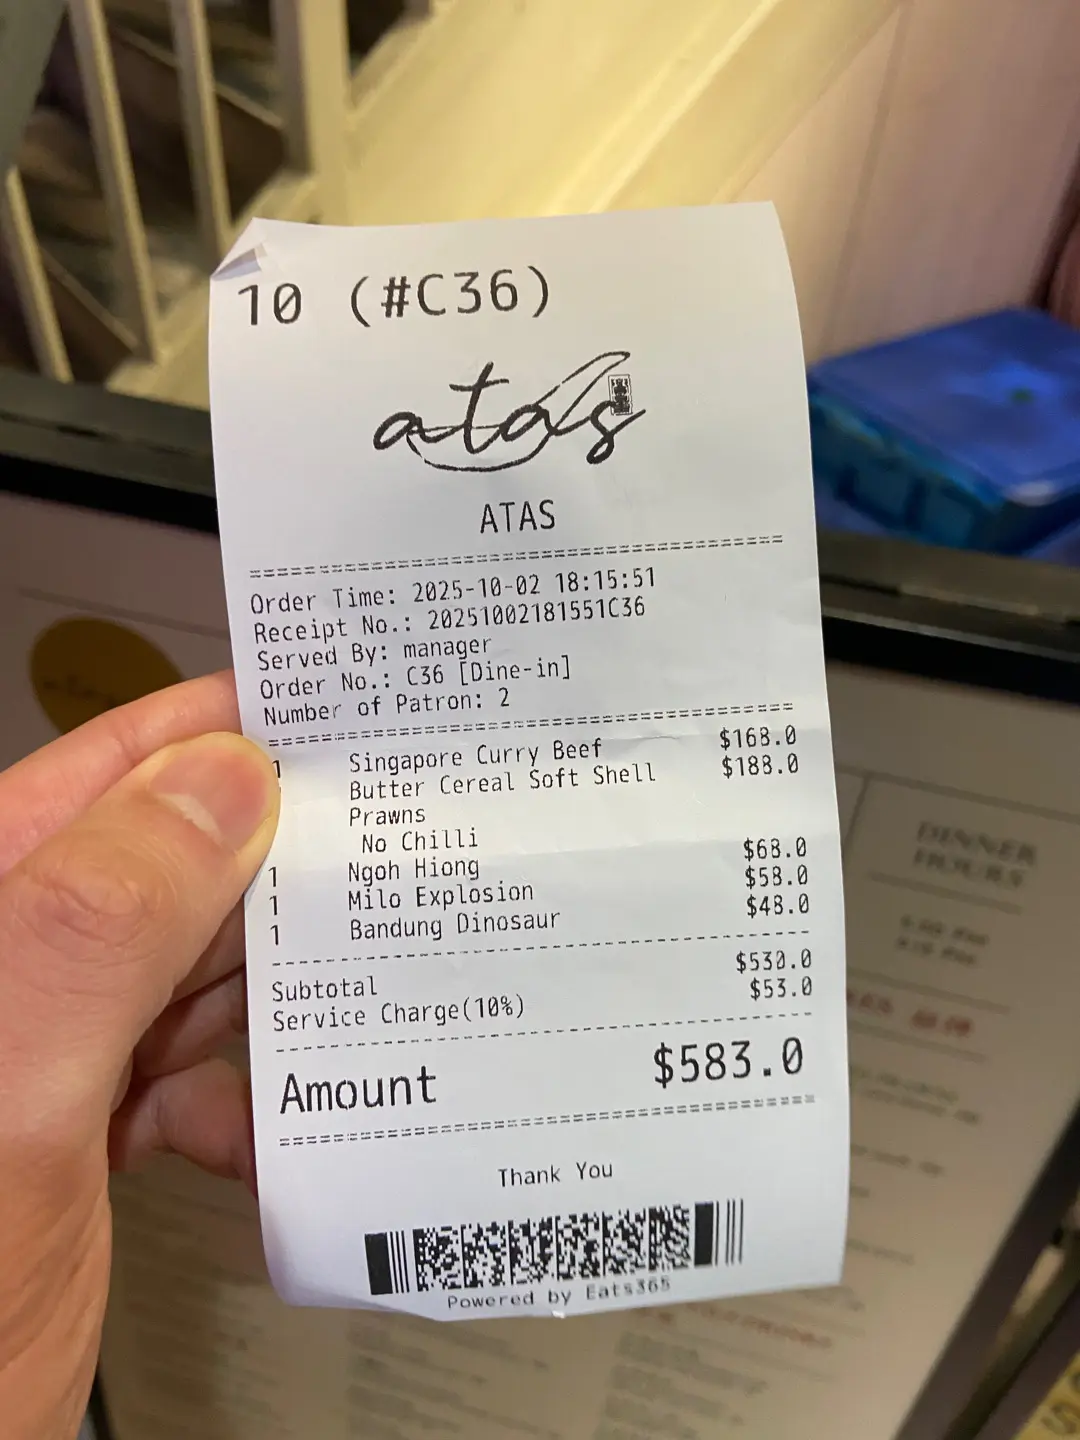 10 (#C36)
atas
ATAS
Order Time: 2025-10-02 18:15:51
Receipt No.: 20251002181551C36
Served By: manager
Order No.: C36 [Dine-in]
Number of Patron: 2
1 Singapore Curry Beef $168.0
Butter Cereal Soft Shell $188.0
Prawns
No Chilli
1 Ngoh Hiong $68.0
1 Milo Explosion $58.0
1 Bandung Dinosaur $48.0
Subtotal $530.0
Service Charge(10%) $53.0
Amount $583.0
Thank You
Powered by Eats365
DINNER
HOURS